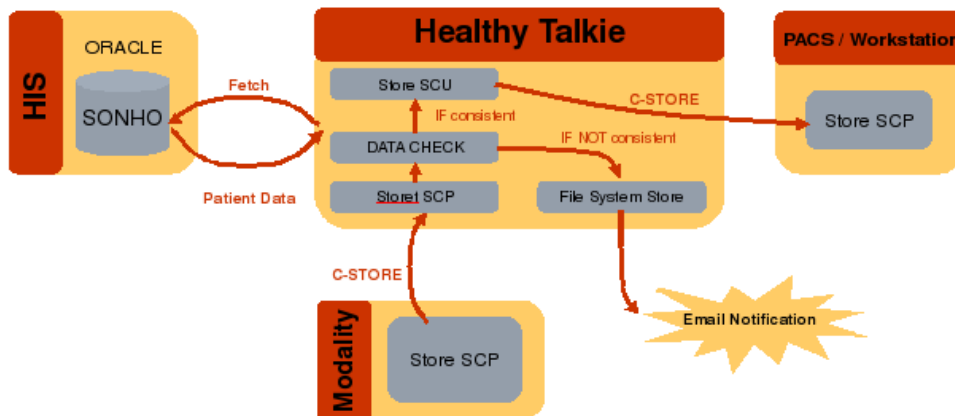 HIS
ORACLE
SONHO
Fetch
Patient Data
Healthy Talkie
Store SCU
IF consistent
DATA CHECK
IF NOT consistent
Storet SCP
File System Store
C-STORE
PACS / Workstation
Store SCP
C-STORE
Modality
Store SCP
Email Notification